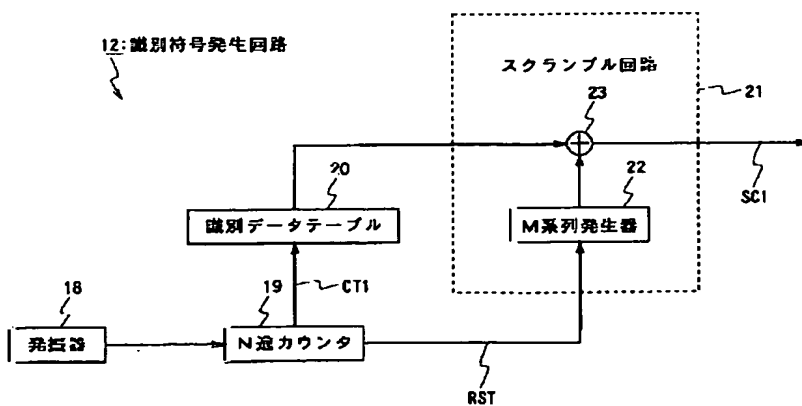 12:識別符号発生回路
スクランブル回路
23
21
20
22
SC1
識別データテーブル
M系列発生器
18
19
CT1
発振器
N進カウンタ
RST